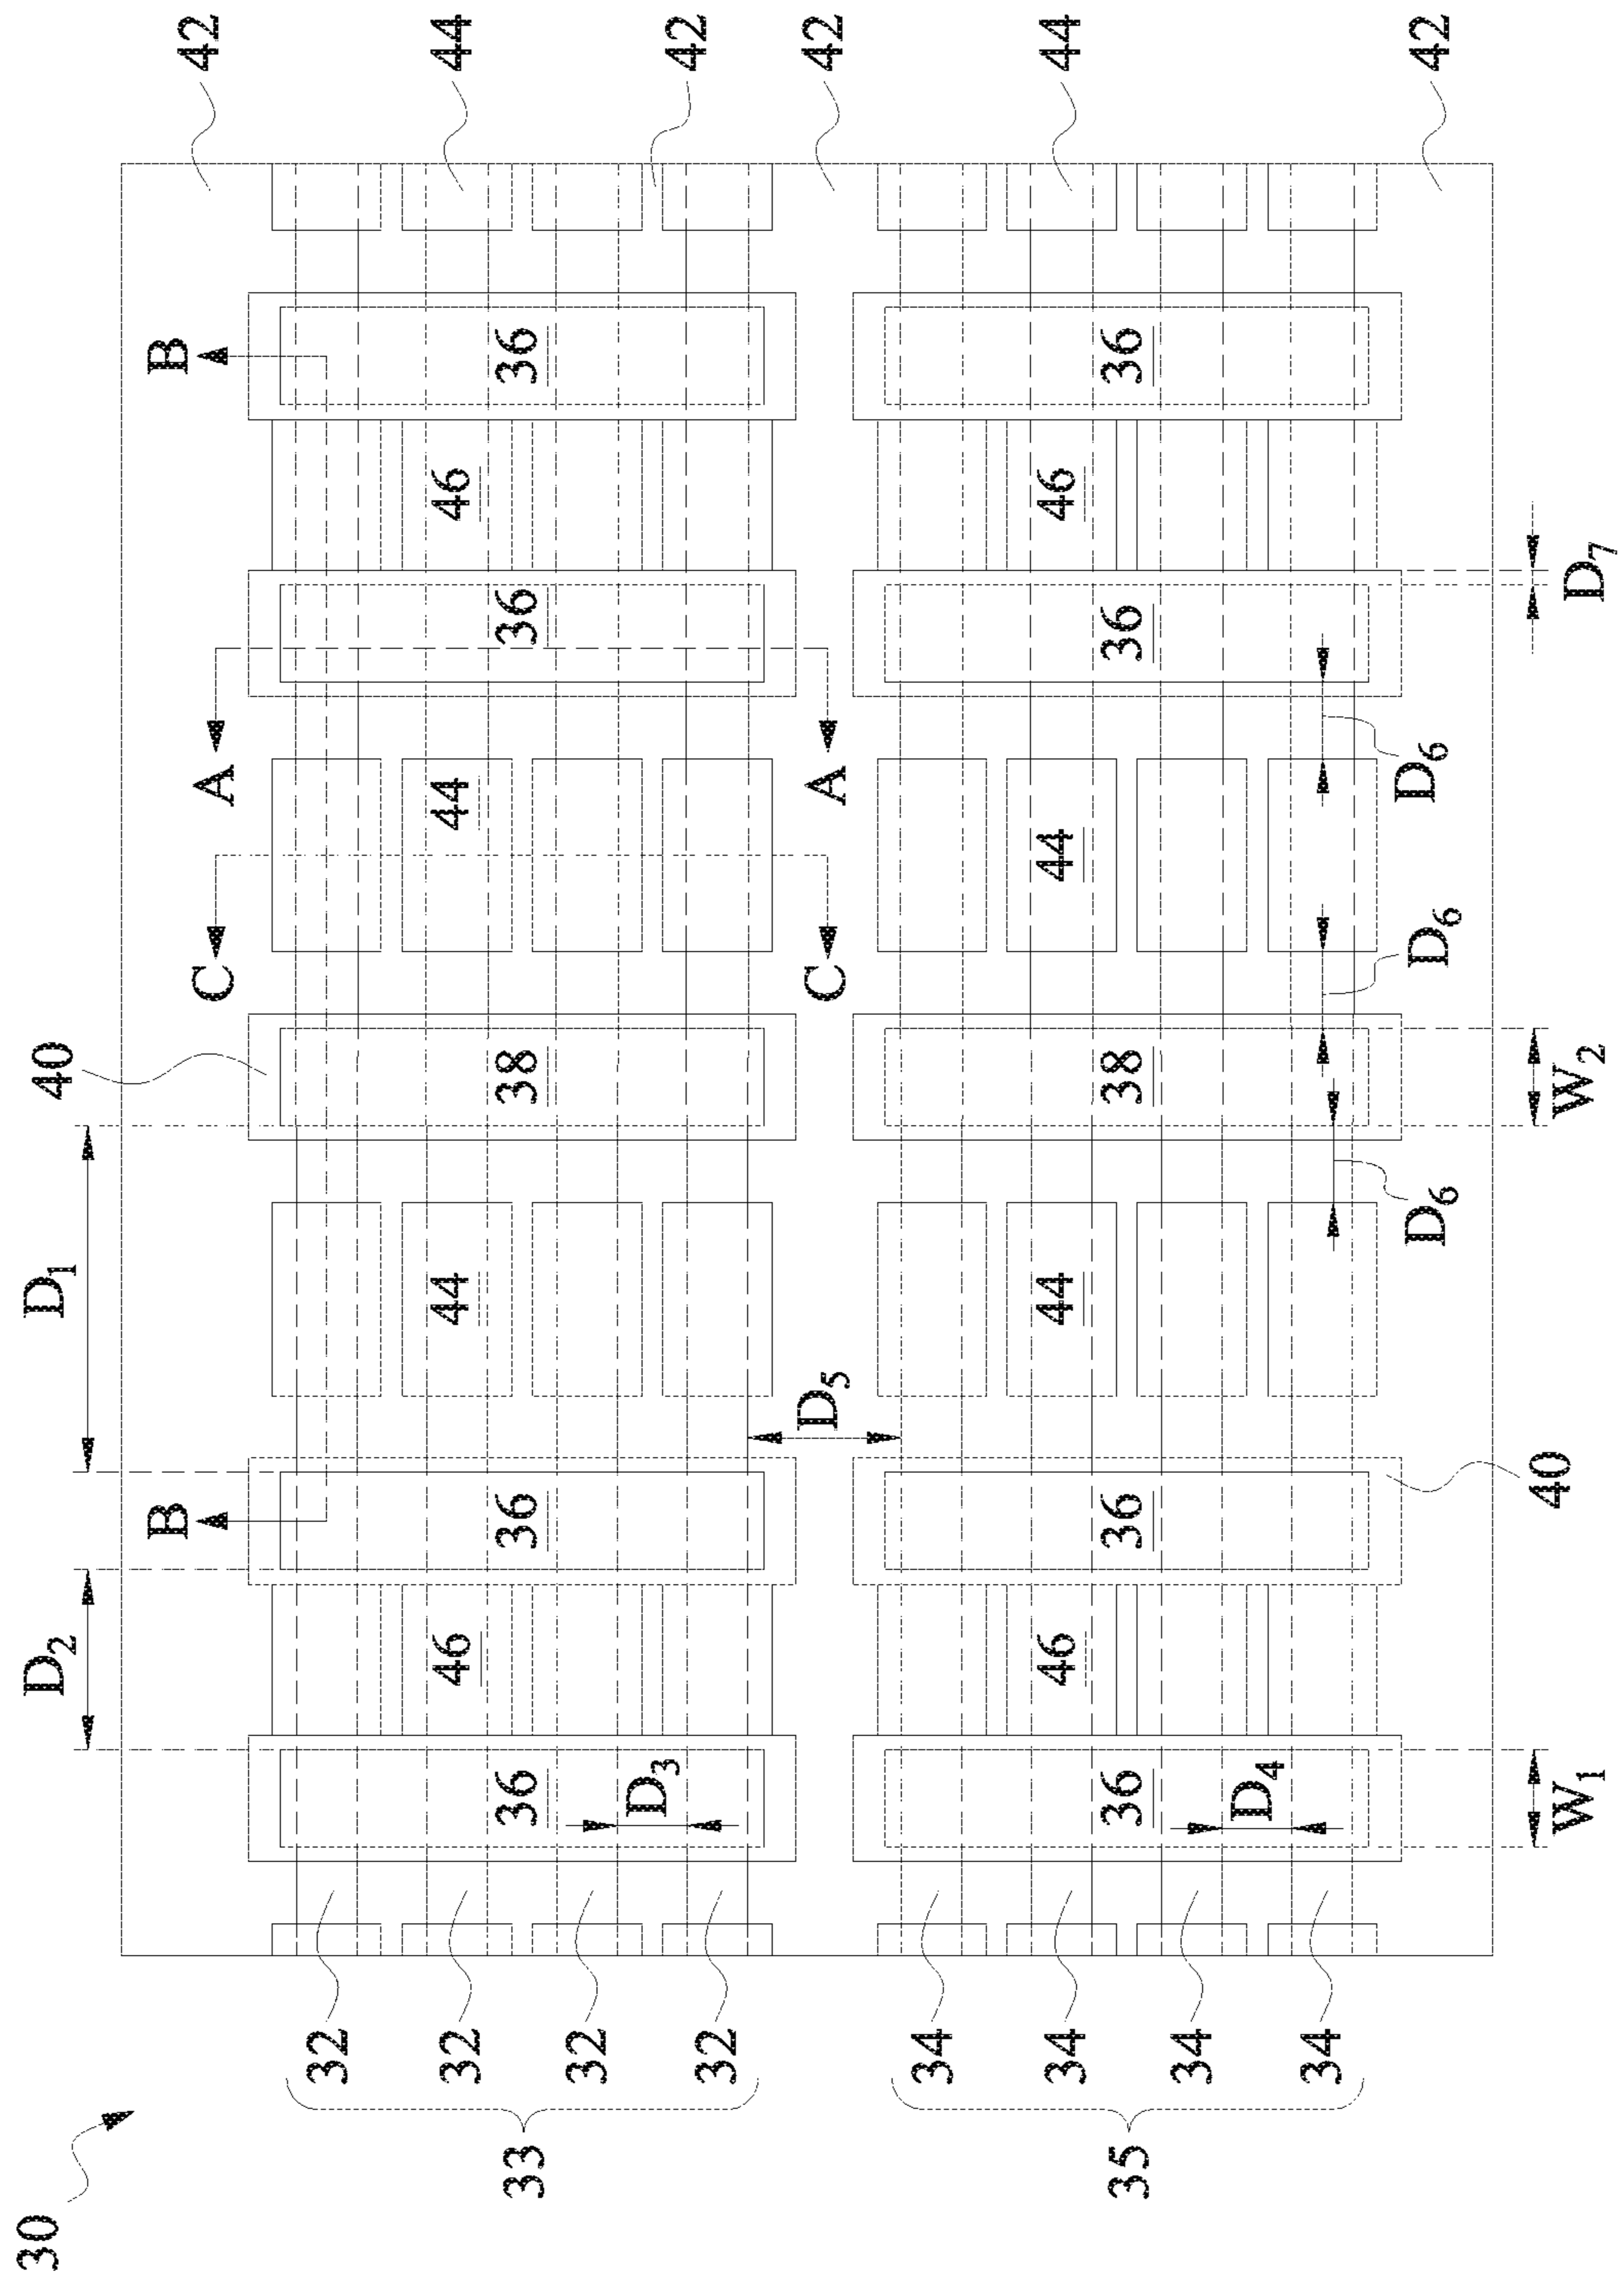 30 D2 D1 40
B B
C A 42
32
32 46 44 44 46 44
33 36 36 38 36 36
32
D3
32 42
D5 C A 42
34
34 46 44 44 46 44
35 36 36 38 36 36
34
D4
34
D6 D6 D6 42
40
W1 W2 D7